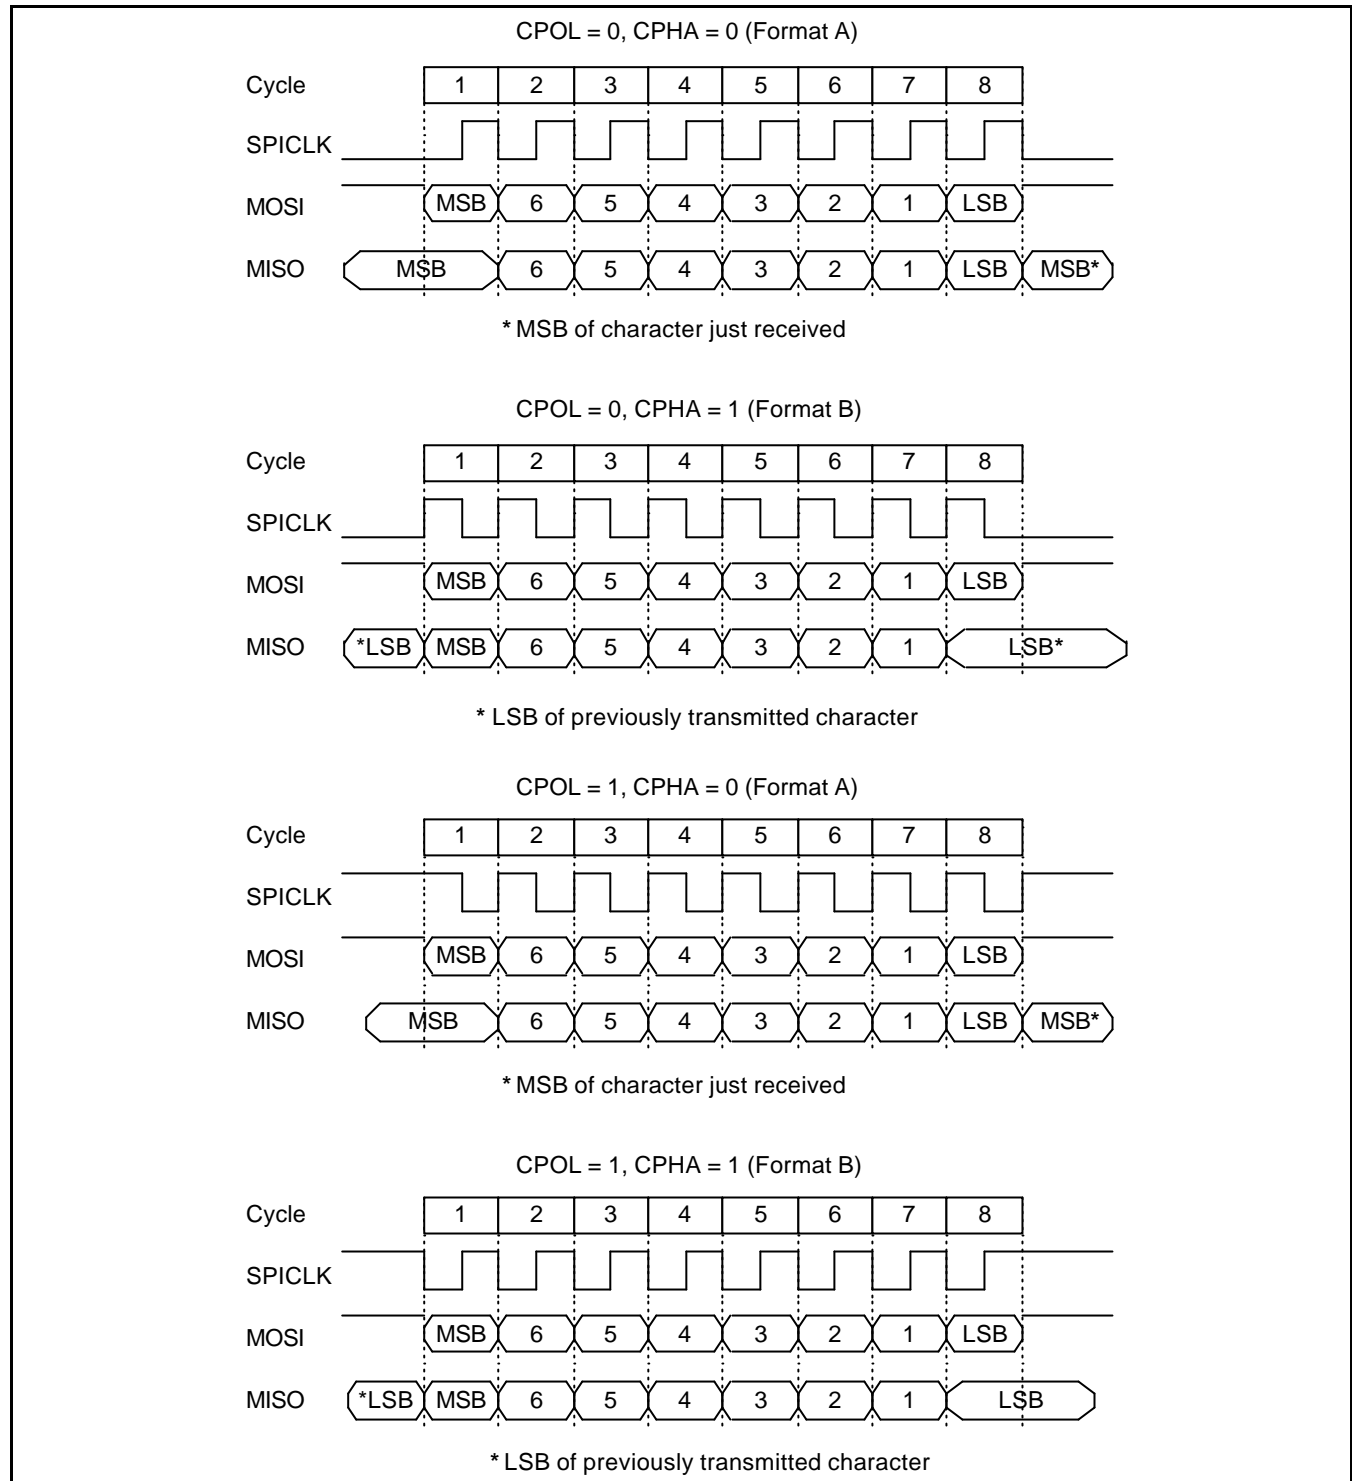 CPOL = 0, CPHA = 0 (Format A)
Cycle 1 2 3 4 5 6 7 8
SPICLK
MOSI MSB 6 5 4 3 2 1 LSB
MISO MSB 6 5 4 3 2 1 LSB MSB*
* MSB of character just received
CPOL = 0, CPHA = 1 (Format B)
Cycle 1 2 3 4 5 6 7 8
SPICLK
MOSI MSB 6 5 4 3 2 1 LSB
MISO *LSB MSB 6 5 4 3 2 1 LSB*
* LSB of previously transmitted character
CPOL = 1, CPHA = 0 (Format A)
Cycle 1 2 3 4 5 6 7 8
SPICLK
MOSI MSB 6 5 4 3 2 1 LSB
MISO MSB 6 5 4 3 2 1 LSB MSB*
* MSB of character just received
CPOL = 1, CPHA = 1 (Format B)
Cycle 1 2 3 4 5 6 7 8
SPICLK
MOSI MSB 6 5 4 3 2 1 LSB
MISO *LSB MSB 6 5 4 3 2 1 LSB
* LSB of previously transmitted character